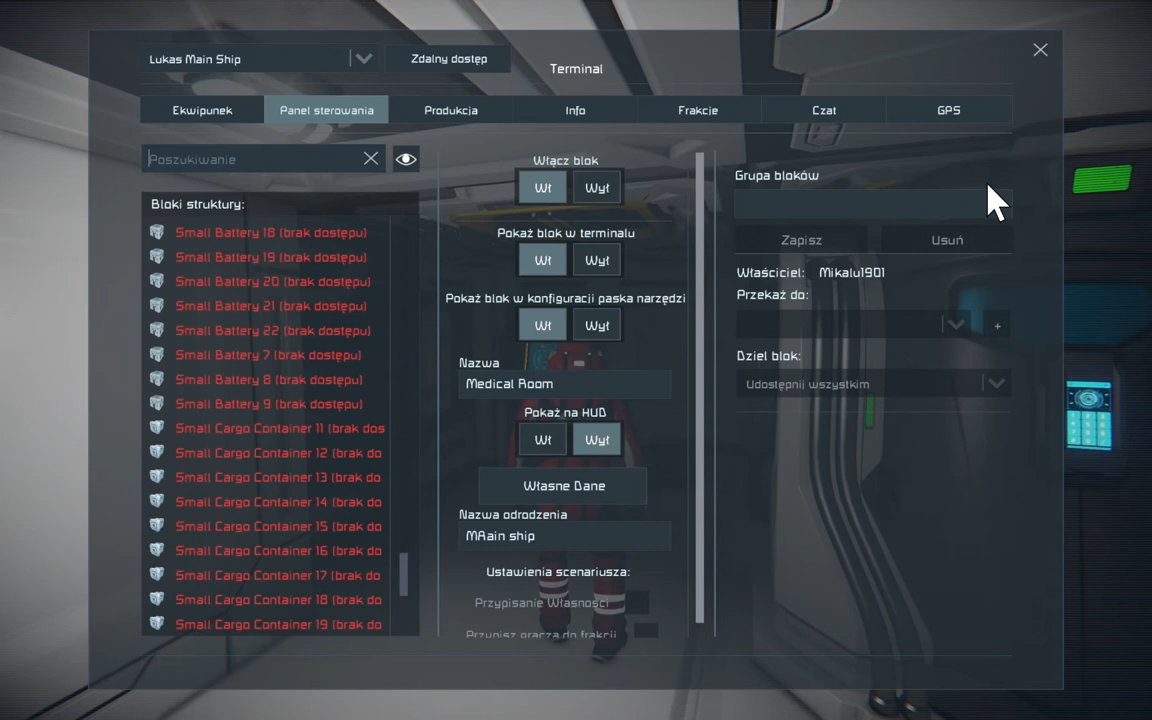 Lukas Main Ship
Zdalny dostęp
Terminal
Ekwipunek
Panel sterowania
Produkcja
Info
Frakcje
Czat
GPS
Poszukiwanie
Bloki struktury:
Small Battery 18 (brak dostępu)
Small Battery 19 (brak dostępu)
Small Battery 20 (brak dostępu)
Small Battery 21 (brak dostępu)
Small Battery 22 (brak dostępu)
Small Battery 7 (brak dostępu)
Small Battery 8 (brak dostępu)
Small Battery 9 (brak dostępu)
Small Cargo Container 11 (brak dos
Small Cargo Container 12 (brak do
Small Cargo Container 13 (brak do
Small Cargo Container 14 (brak do
Small Cargo Container 15 (brak do
Small Cargo Container 16 (brak do
Small Cargo Container 17 (brak do
Small Cargo Container 18 (brak do
Small Cargo Container 19 (brak do
Włącz blok
Wł Wył
Pokaż blok w terminalu
Wł Wył
Pokaż blok w konfiguracji paska narzędzi
Wł Wył
Nazwa
Medical Room
Pokaż na HUD
Wł Wył
Własne Dane
Nazwa odrodzenia
MRain ship
Ustawienia scenariusza:
Przypisanie Własności
Przypisz gracza do frakcji
Grupa bloków
Zapisz Usuń
Właściciel: Mikalu1901
Przekaż do:
+
Dziel blok:
Udostępnij wszystkim